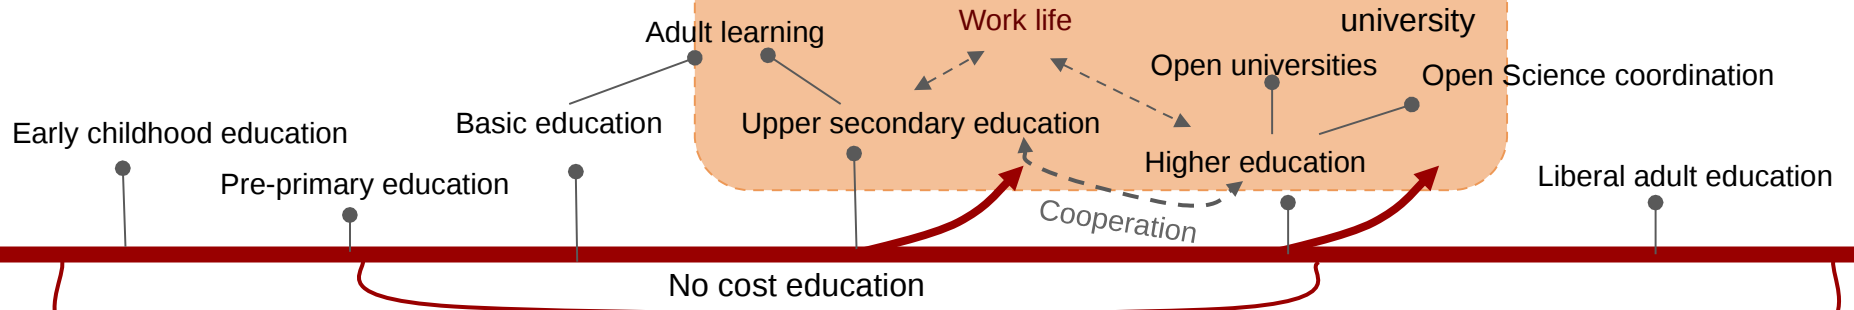 Work life
university
Adult learning
Open universities
Open Science coordination
Early childhood education
Basic education
Upper secondary education
Higher education
Pre-primary education
Liberal adult education
Cooperation
No cost education